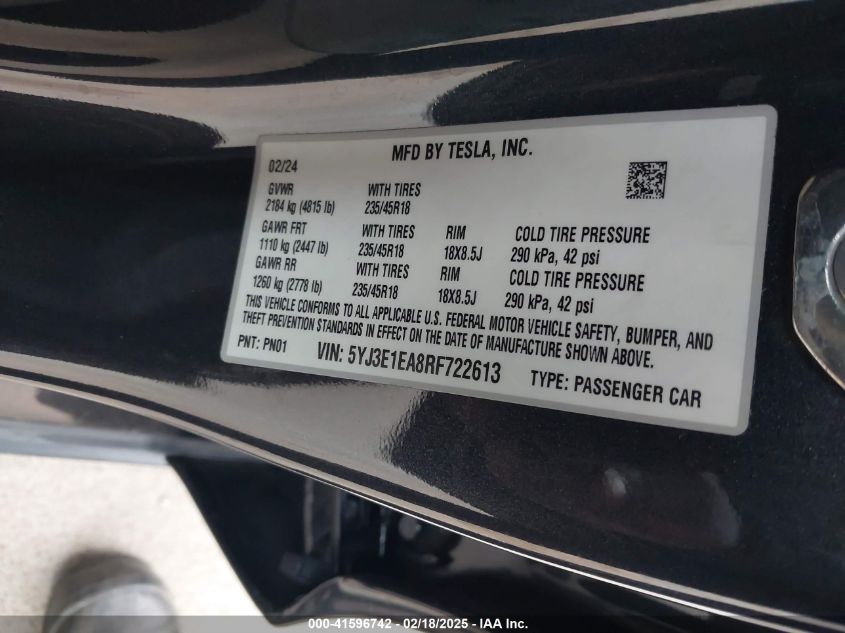 MFD BY TESLA, INC.
02/24
GVWR WITH TIRES
2184 kg (4815 lb) 235/45R18
GAWR FRT WITH TIRES RIM COLD TIRE PRESSURE
1110 kg (2447 lb) 235/45R18 18X8.5J 290 kPa, 42 psi
GAWR RR WITH TIRES RIM COLD TIRE PRESSURE
1260 kg (2778 lb) 235/45R18 18X8.5J 290 kPa, 42 psi
THIS VEHICLE CONFORMS TO ALL APPLICABLE U.S. FEDERAL MOTOR VEHICLE SAFETY, BUMPER, AND
THEFT PREVENTION STANDARDS IN EFFECT ON THE DATE OF MANUFACTURE SHOWN ABOVE.
PNT: PN01 VIN: 5YJ3E1EA8RF722613 TYPE: PASSENGER CAR
000-41596742 - 02/18/2025 - IAA, Inc.